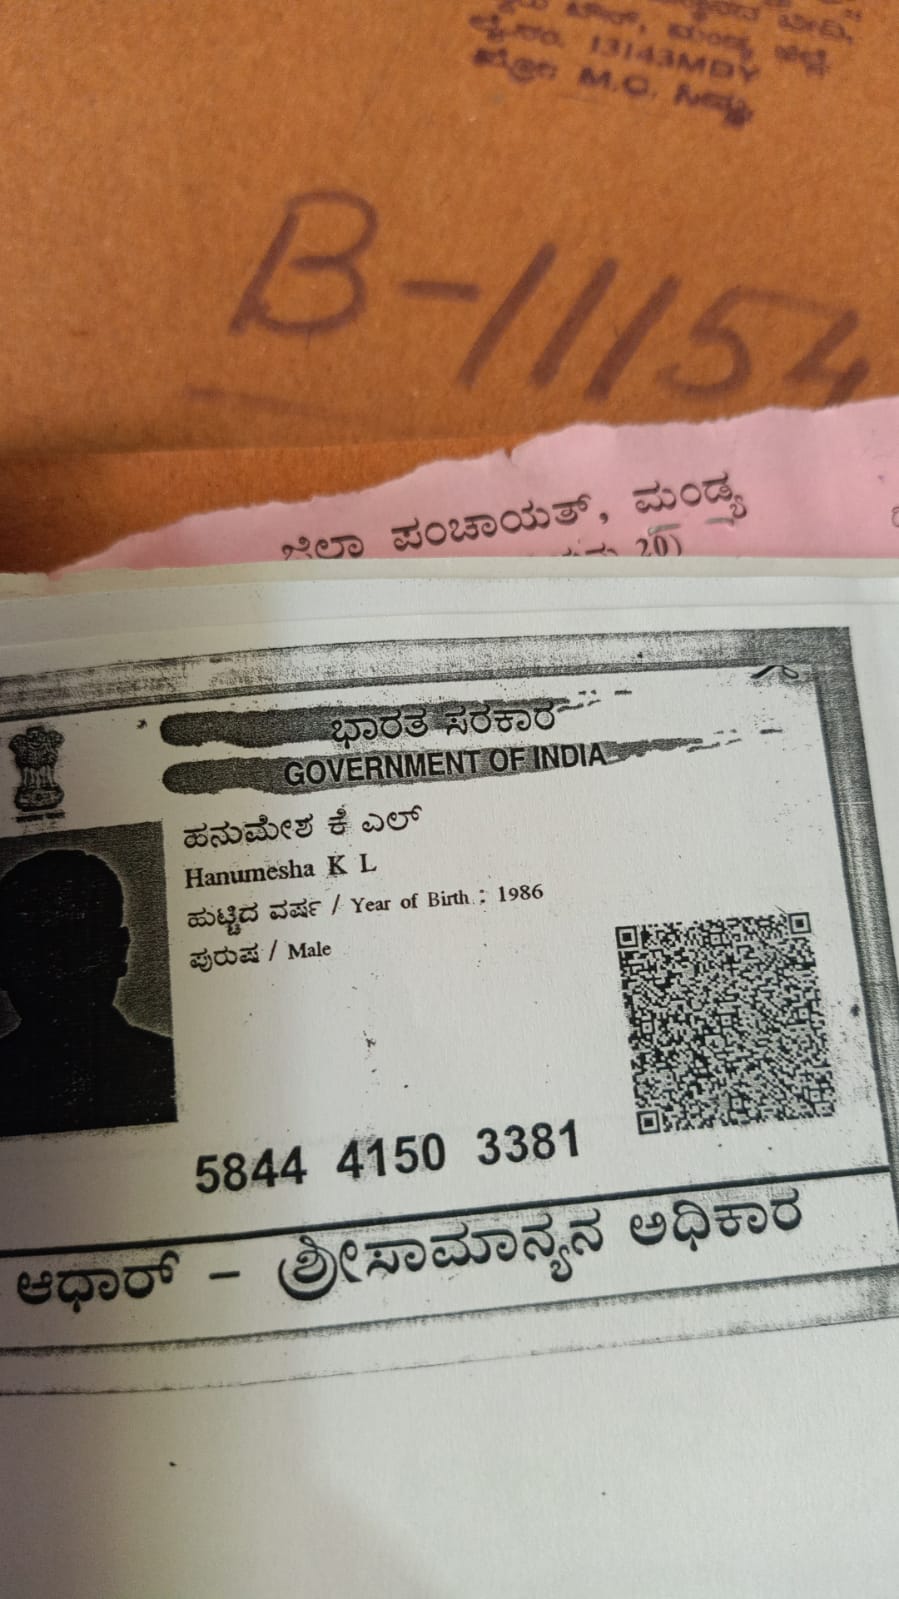 13143MDY
M.O.
B-11154
ಜಿಲಾ ಪಂಚಾಯತ್, ಮಂಡ್ಯ
20)
ಭಾರತ ಸರಕಾರ
GOVERNMENT OF INDIA
ಹನುಮೇಶ ಕೆ ಎಲ್
Hanumesha K L
ಹುಟ್ಟಿದ ವರ್ಷ / Year of Birth : 1986
ಪುರುಷ / Male
5844 4150 3381
ಆಧಾರ್ - ಶ್ರೀಸಾಮಾನ್ಯನ ಅಧಿಕಾರ